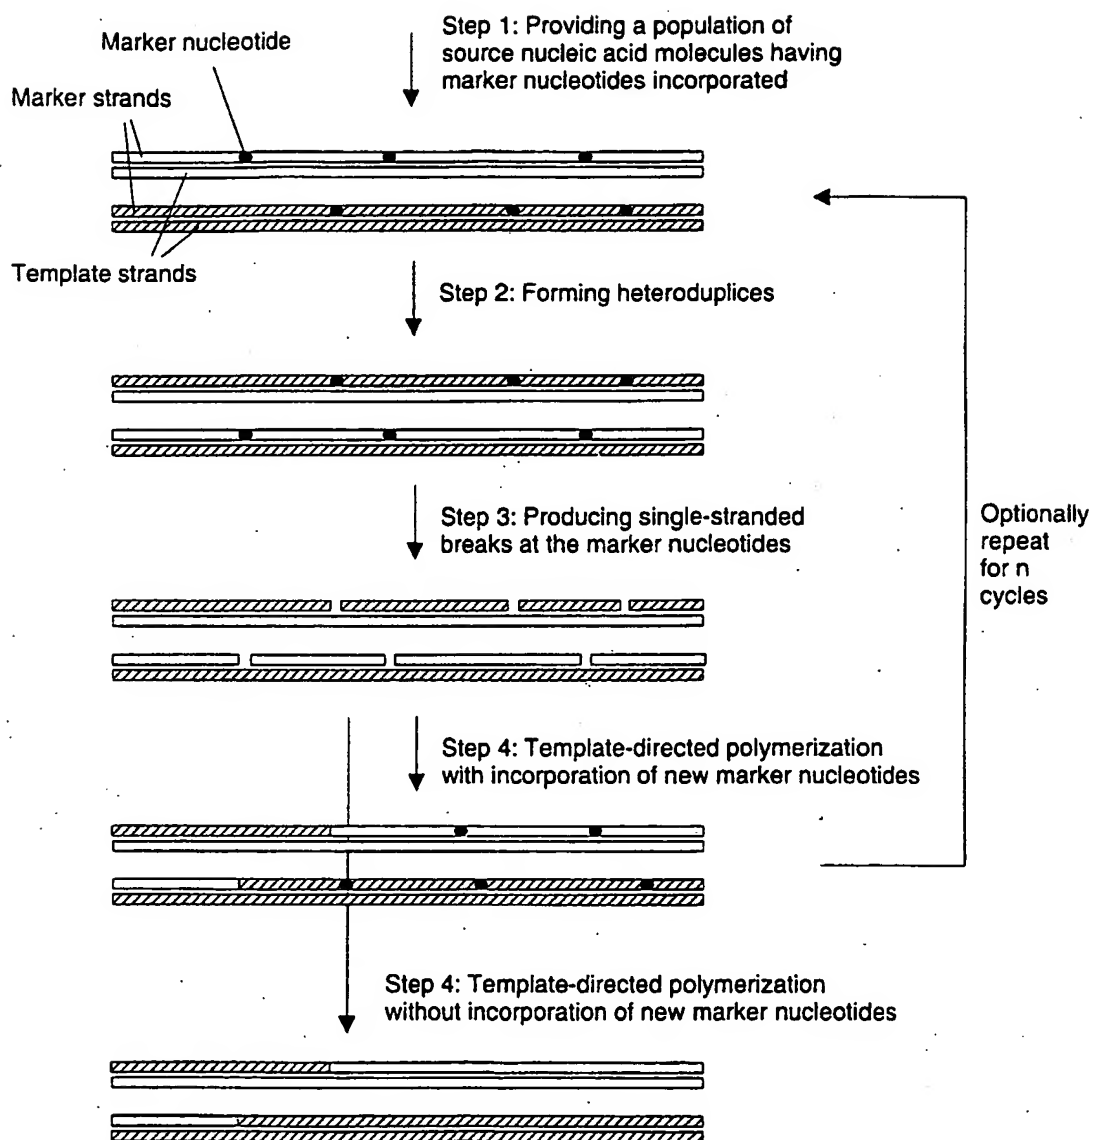 Step 1: Providing a population of
source nucleic acid molecules having
marker nucleotides incorporated
Marker nucleotide
Marker strands
Template strands
Step 2: Forming heteroduplices
Step 3: Producing single-stranded
breaks at the marker nucleotides
Optionally
repeat
for n
cycles
Step 4: Template-directed polymerization
with incorporation of new marker nucleotides
Step 4: Template-directed polymerization
without incorporation of new marker nucleotides